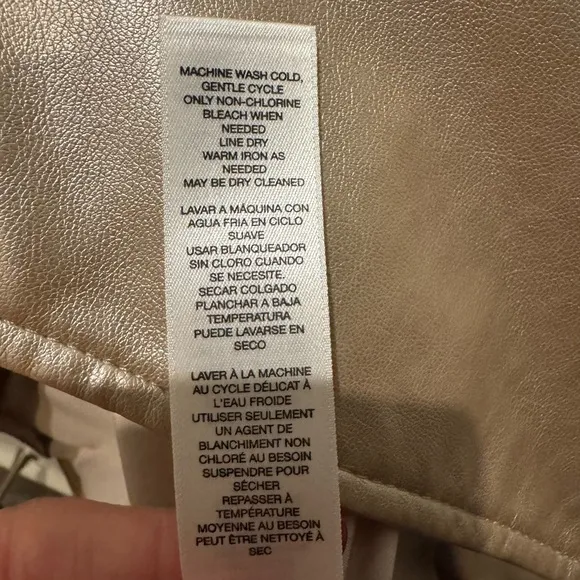 MACHINE WASH COLD,
GENTLE CYCLE
ONLY NON-CHLORINE
BLEACH WHEN
NEEDED
LINE DRY
WARM IRON AS
NEEDED
MAY BE DRY CLEANED
LAVAR A MÁQUINA CON
AGUA FRIA EN CICLO
SUAVE
USAR BLANQUEADOR
SIN CLORO CUANDO
SE NECESITE.
SECAR COLGADO
PLANCHAR A BAJA
TEMPERATURA
PUEDE LAVARSE EN
SECO
LAVER À LA MACHINE
AU CYCLE DÉLICAT À
L'EAU FROIDE
UTILISER SEULEMENT
UN AGENT DE
BLANCHIMENT NON
CHLORÉ AU BESOIN
SUSPENDRE POUR
SÉCHER
REPASSER À
TEMPÉRATURE
MOYENNE AU BESOIN
PEUT ÊTRE NETTOYÉ À
SEC